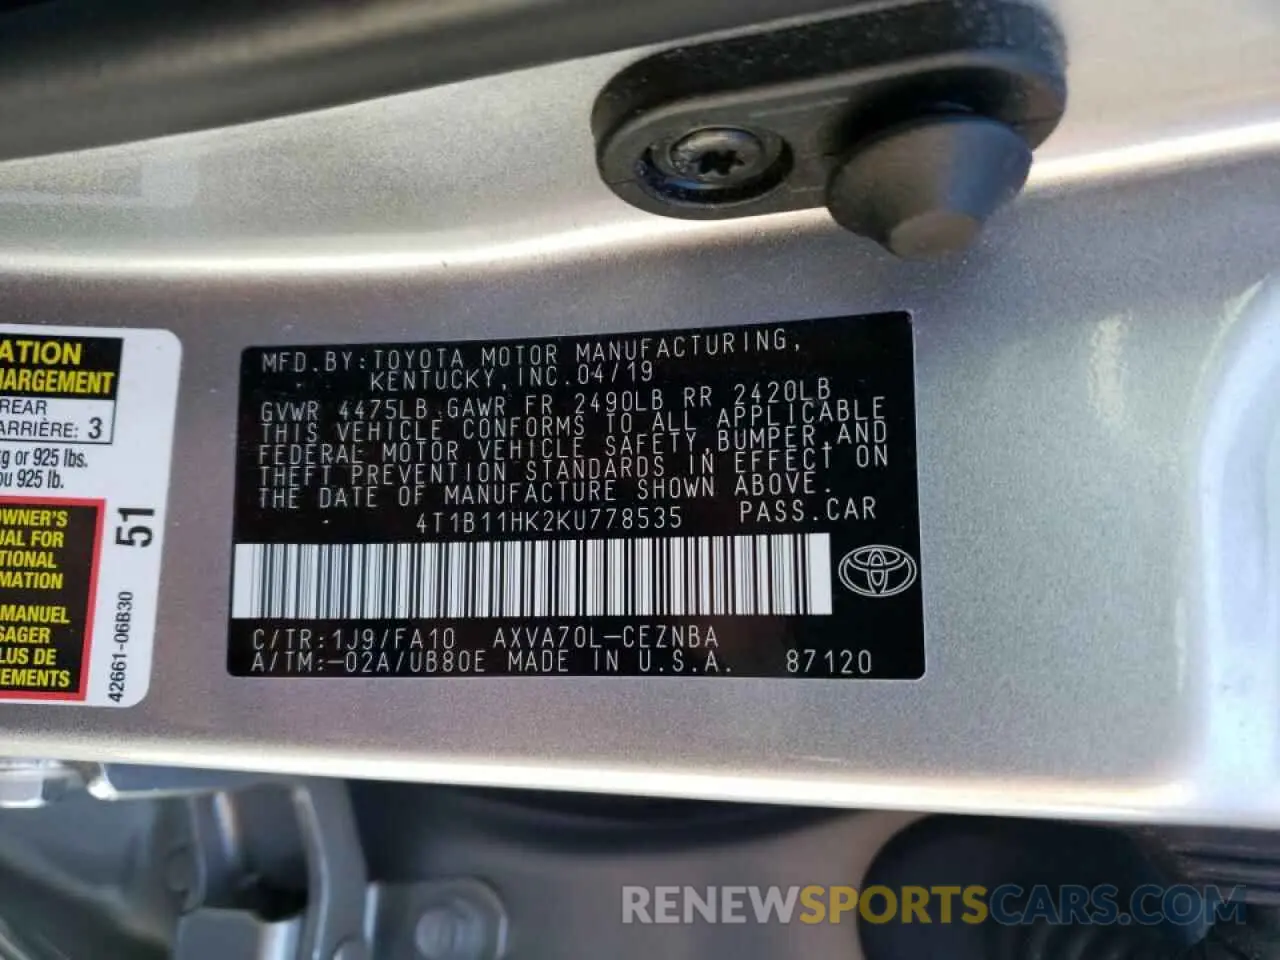 MFD.BY:TOYOTA MOTOR MANUFACTURING,
KENTUCKY,INC.04/19
GVWR 4475LB GAWR FR 2490LB RR 2420LB
THIS VEHICLE CONFORMS TO ALL APPLICABLE
FEDERAL MOTOR VEHICLE SAFETY,BUMPER,AND
THEFT PREVENTION STANDARDS IN EFFECT ON
THE DATE OF MANUFACTURE SHOWN ABOVE.
4T1B11HK2KU778535 PASS.CAR
C/TR:1J9/FA10 AXVA70L-CEZNBA
A/TM:-02A/UB80E MADE IN U.S.A. 87120
ATION
HARGEMENT
REAR
ARRIÈRE: 3
kg or 925 lbs.
ou 925 lb.
OWNER'S
UAL FOR
TIONAL
MATION
MANUEL
SAGER
LUS DE
EMENTS
51
42661-06B30
RENEWSPORTSCARS.COM